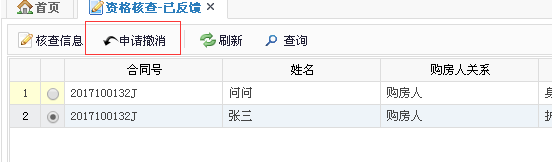 首页 资格核查-已反馈
核查信息 申请撤消 刷新 查询
合同号 姓名 购房人关系
1 2017100132J 问问 购房人
2 2017100132J 张三 购房人